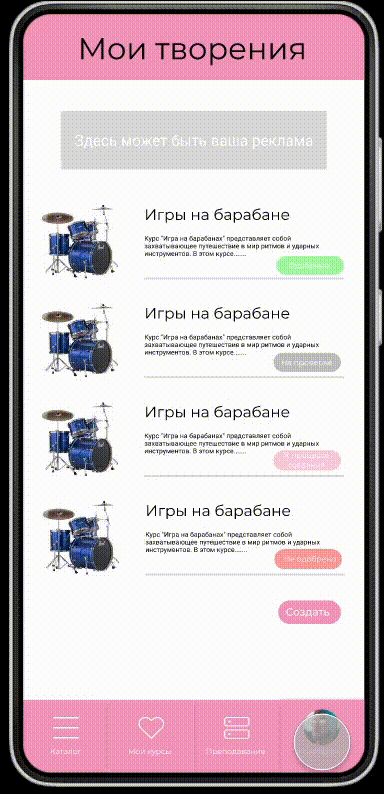 Мои творения
Здесь может быть ваша реклама
Игры на барабане
Курс "Игра на барабанах" представляет собой
захватывающее путешествие в мир ритмов и ударных
инструментов. В этом курсе.......
Игры на барабане
Курс "Игра на барабанах" представляет собой
захватывающее путешествие в мир ритмов и ударных
инструментов. В этом курсе.......
Игры на барабане
Курс "Игра на барабанах" представляет собой
захватывающее путешествие в мир ритмов и ударных
инструментов. В этом курсе.......
Игры на барабане
Курс "Игра на барабанах" представляет собой
захватывающее путешествие в мир ритмов и ударных
инструментов. В этом курсе.......
Не одобрено
Создать
Каталог
Мои курсы
Преподавание